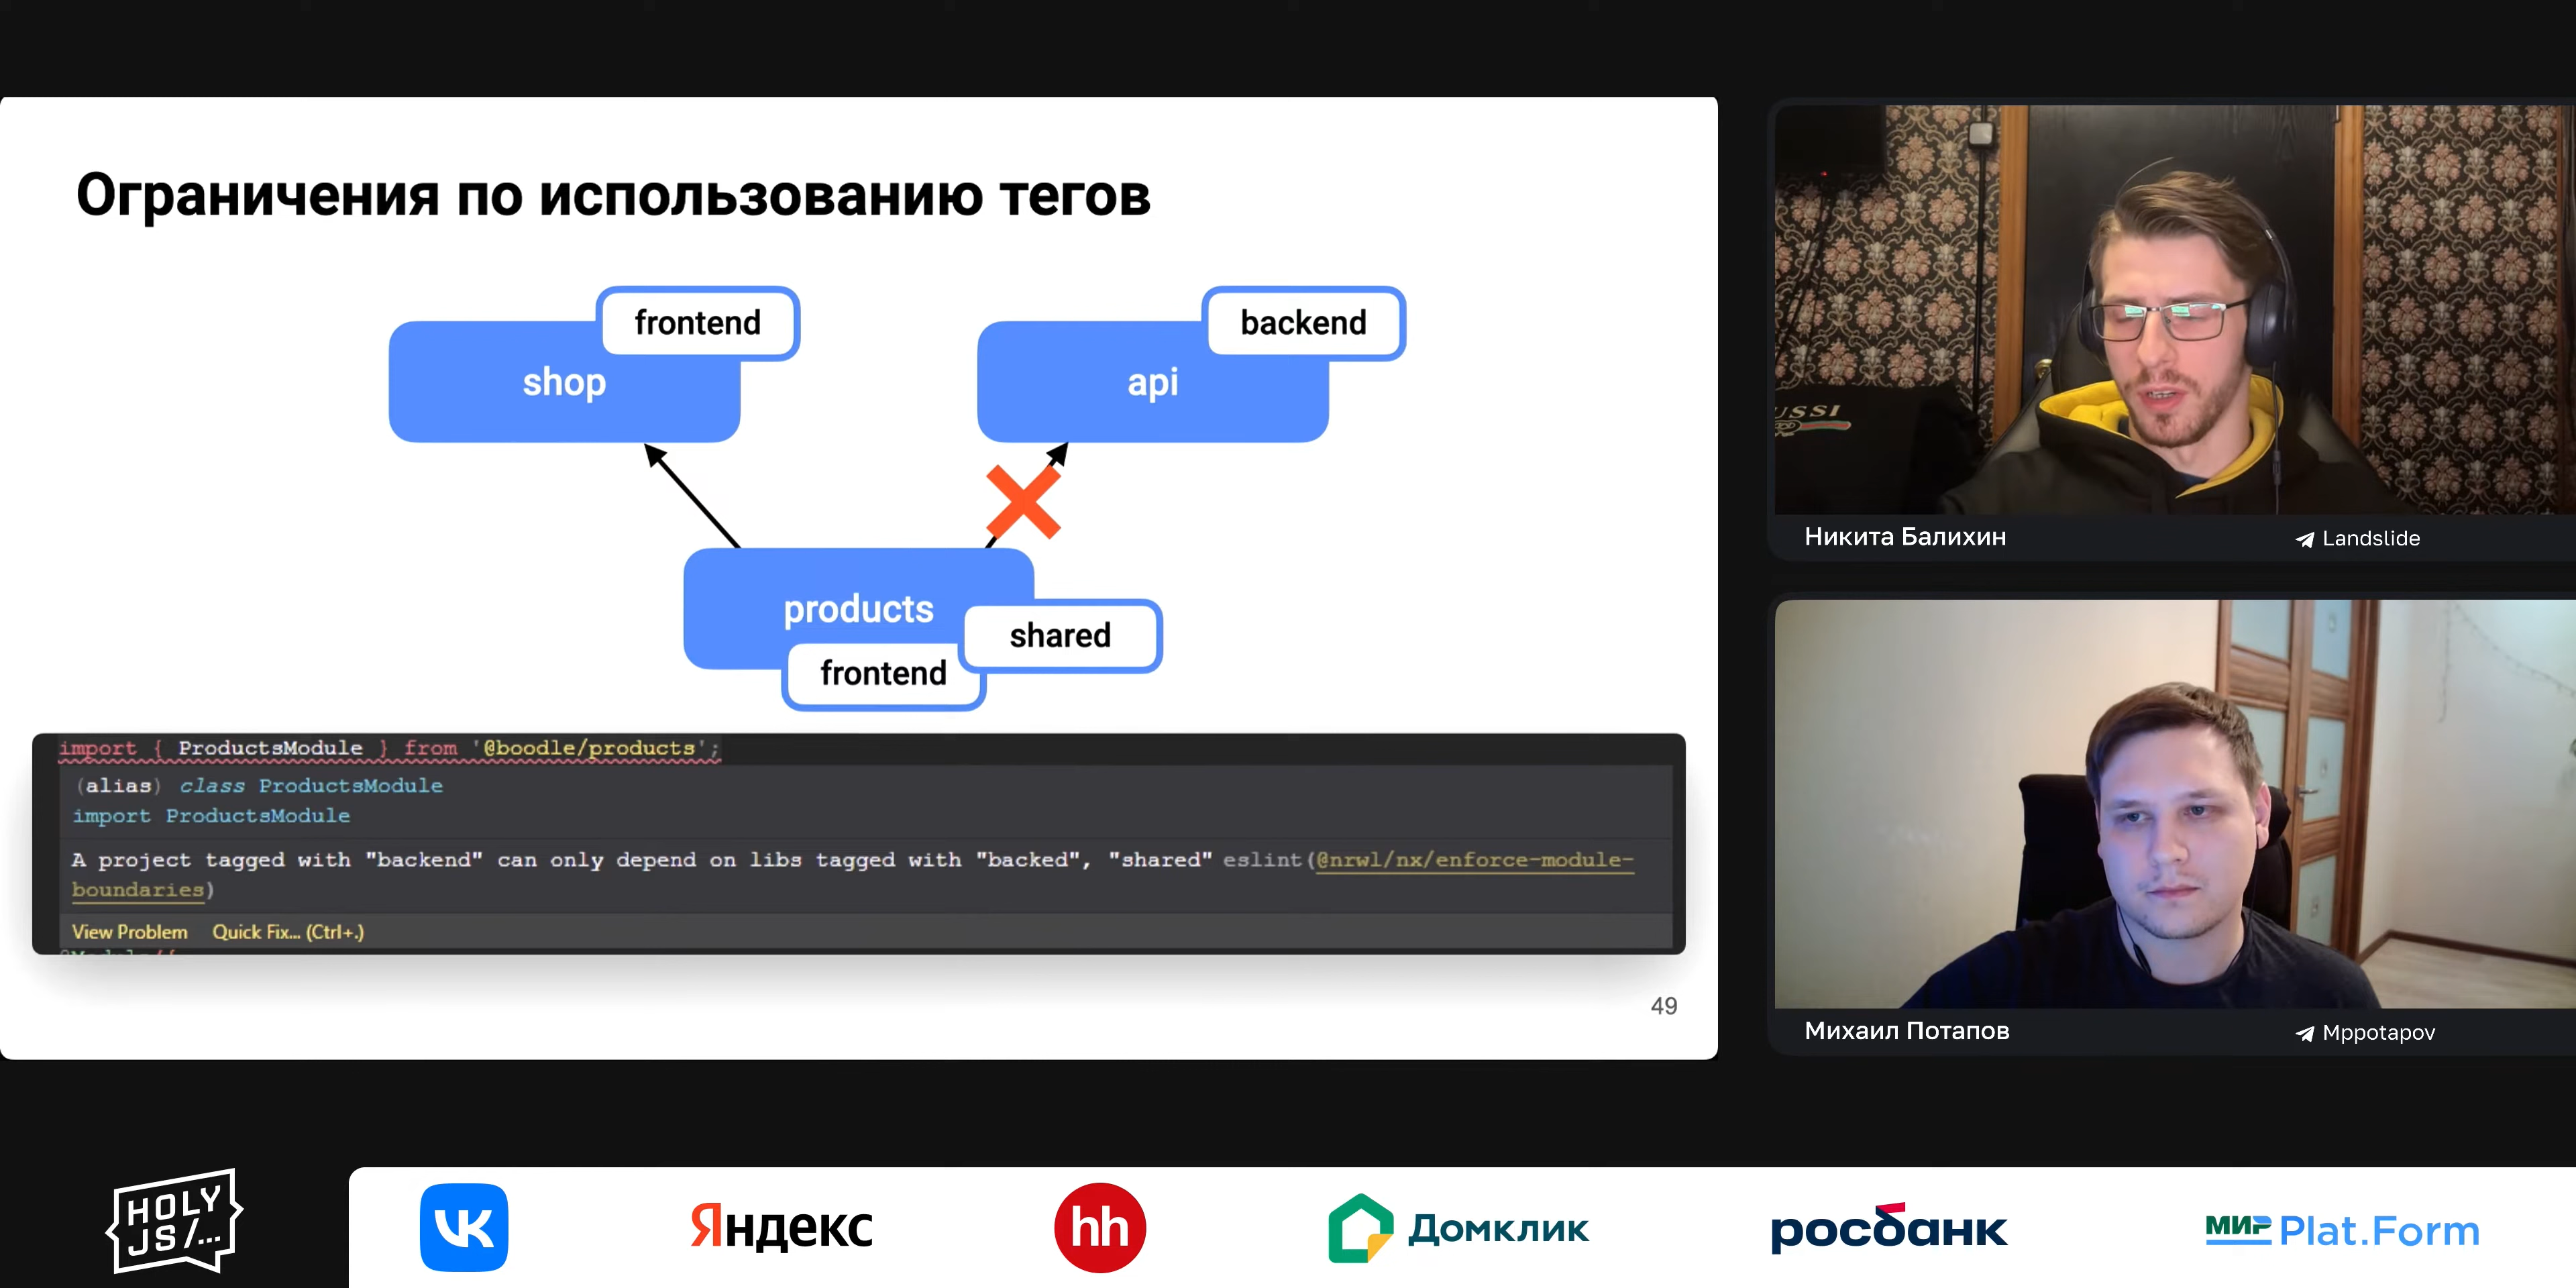 Ограничения по использованию тегов
frontend
backend
shop
api
products
shared
frontend
import { ProductsModule } from '@boodle/products';
(alias) class ProductsModule
import ProductsModule
A project tagged with "backend" can only depend on libs tagged with "backed", "shared" eslint(@nrwl/nx/enforce-module-
boundaries)
View Problem Quick Fix... (Ctrl+.)
49
USSI
Никита Балихин
Landslide
Михаил Потапов
Mppotapov
HOLY
JS/...
VK
Яндекс
hh
Домклик
росбанк
МИР Plat.Form